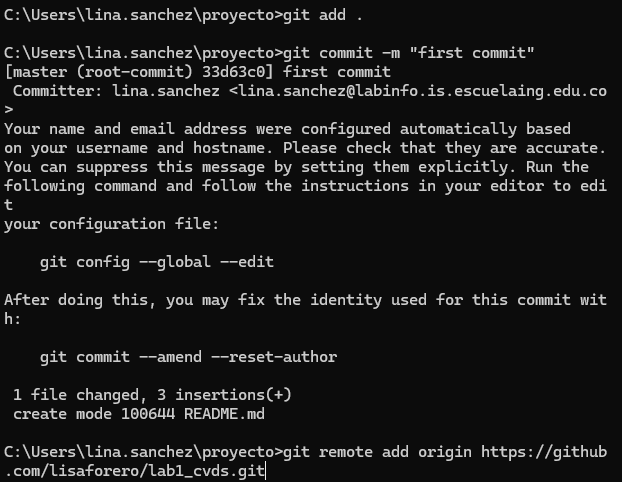 C:\Users\lina.sanchez\proyecto>git add .
C:\Users\lina.sanchez\proyecto>git commit -m "first commit"
[master (root-commit) 33d63c0] first commit
 Committer: lina.sanchez <lina.sanchez@labinfo.is.escuelaing.edu.co
>
Your name and email address were configured automatically based
on your username and hostname. Please check that they are accurate.
You can suppress this message by setting them explicitly. Run the
following command and follow the instructions in your editor to edi
t
your configuration file:
    git config --global --edit
After doing this, you may fix the identity used for this commit wit
h:
    git commit --amend --reset-author
 1 file changed, 3 insertions(+)
 create mode 100644 README.md
C:\Users\lina.sanchez\proyecto>git remote add origin https://github
.com/lisaforero/lab1_cvds.git